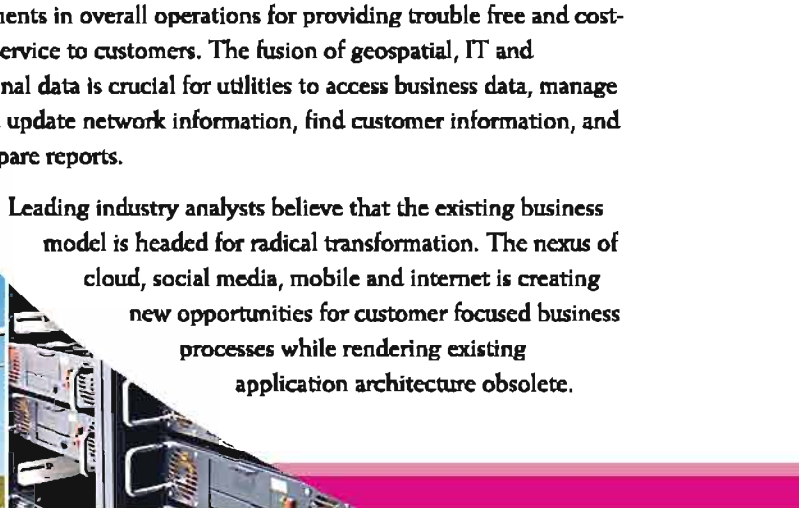 ents in overall operations for providing trouble free and cost-
ervice to customers. The fusion of geospatial, IT and
nal data is crucial for utilities to access business data, manage
update network information, find customer information, and
pare reports.
Leading industry analysts believe that the existing business
model is headed for radical transformation. The nexus of
cloud, social media, mobile and internet is creating
new opportunities for customer focused business
processes while rendering existing
application architecture obsolete.